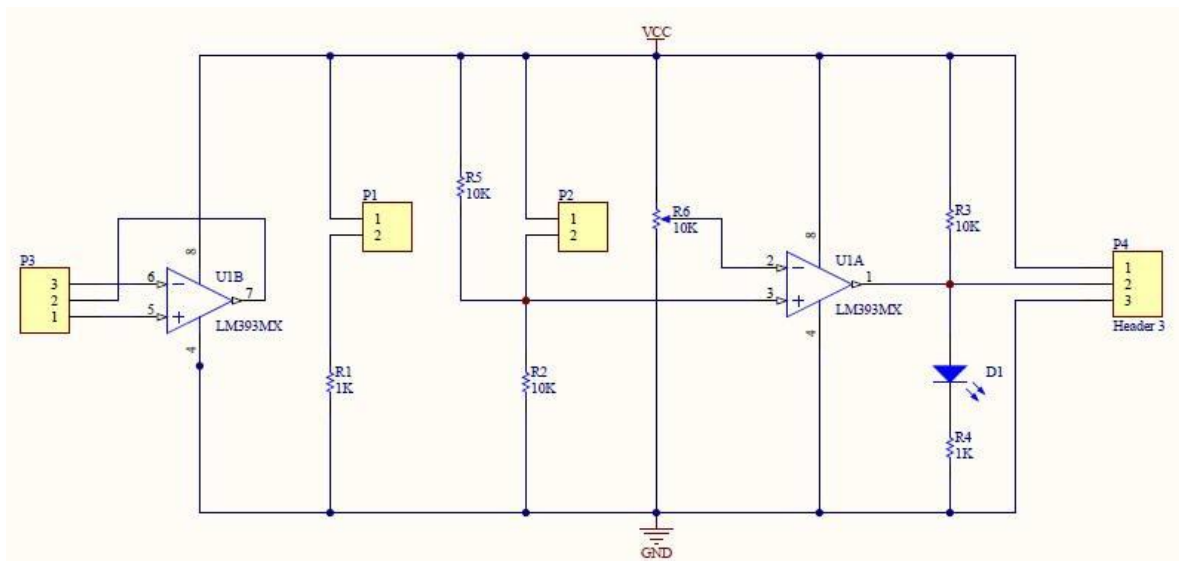 VCC
R5
10K
P1
1
2
P2
1
2
R6
10K
R3
10K
8
8
P4
1
2
3
Header 3
P3
3
2
1
6
5
U1B
7
LM393MX
4
2
3
U1A
1
LM393MX
4
R1
1K
R2
10K
D1
R4
1K
GND